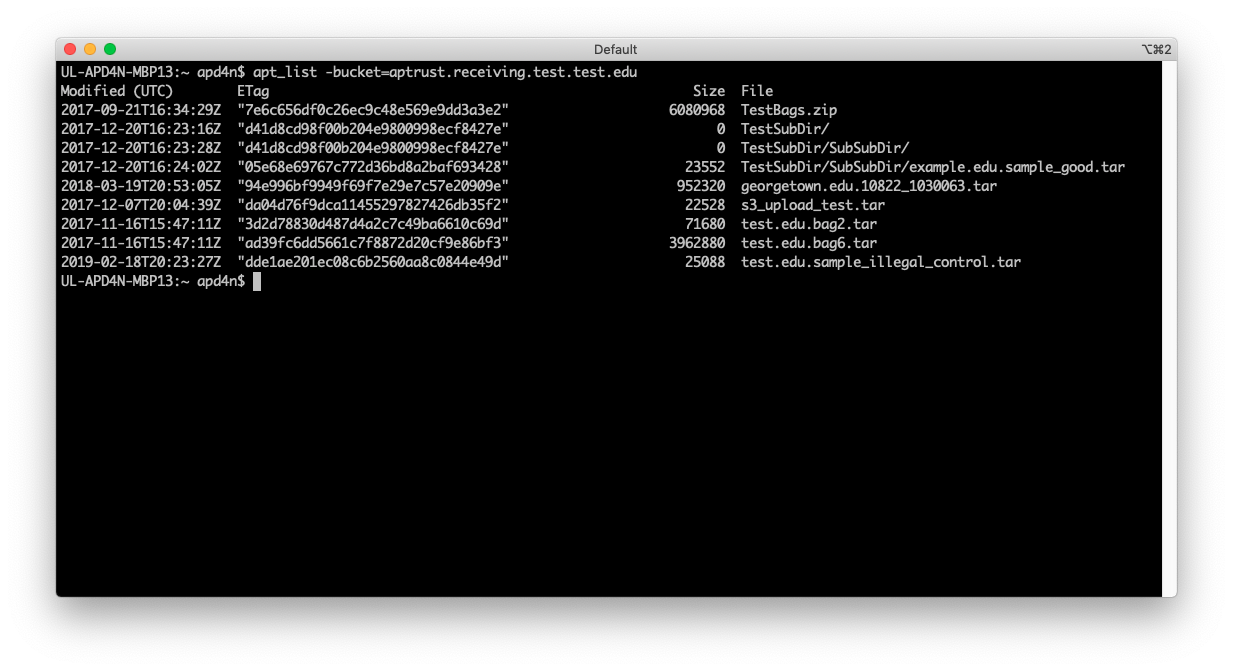 Default
⌥⌘2
UL-APD4N-MBP13:~ apd4n$ apt_list -bucket=aptrust.receiving.test.test.edu
Modified (UTC) ETag Size File
2017-09-21T16:34:29Z "7e6c656df0c26ec9c48e569e9dd3a3e2" 6080968 TestBags.zip
2017-12-20T16:23:16Z "d41d8cd98f00b204e9800998ecf8427e" 0 TestSubDir/
2017-12-20T16:23:28Z "d41d8cd98f00b204e9800998ecf8427e" 0 TestSubDir/SubSubDir/
2017-12-20T16:24:02Z "05e68e69767c772d36bd8a2baf693428" 23552 TestSubDir/SubSubDir/example.edu.sample_good.tar
2018-03-19T20:53:05Z "94e996bf9949f69f7e29e7c57e20909e" 952320 georgetown.edu.10822_1030063.tar
2017-12-07T20:04:39Z "da04d76f9dca11455297827426db35f2" 22528 s3_upload_test.tar
2017-11-16T15:47:11Z "3d2d78830d487d4a2c7c49ba6610c69d" 71680 test.edu.bag2.tar
2017-11-16T15:47:11Z "ad39fc6dd5661c7f8872d20cf9e86bf3" 3962880 test.edu.bag6.tar
2019-02-18T20:23:27Z "dde1ae201ec08c6b2560aa8c0844e49d" 25088 test.edu.sample_illegal_control.tar
UL-APD4N-MBP13:~ apd4n$